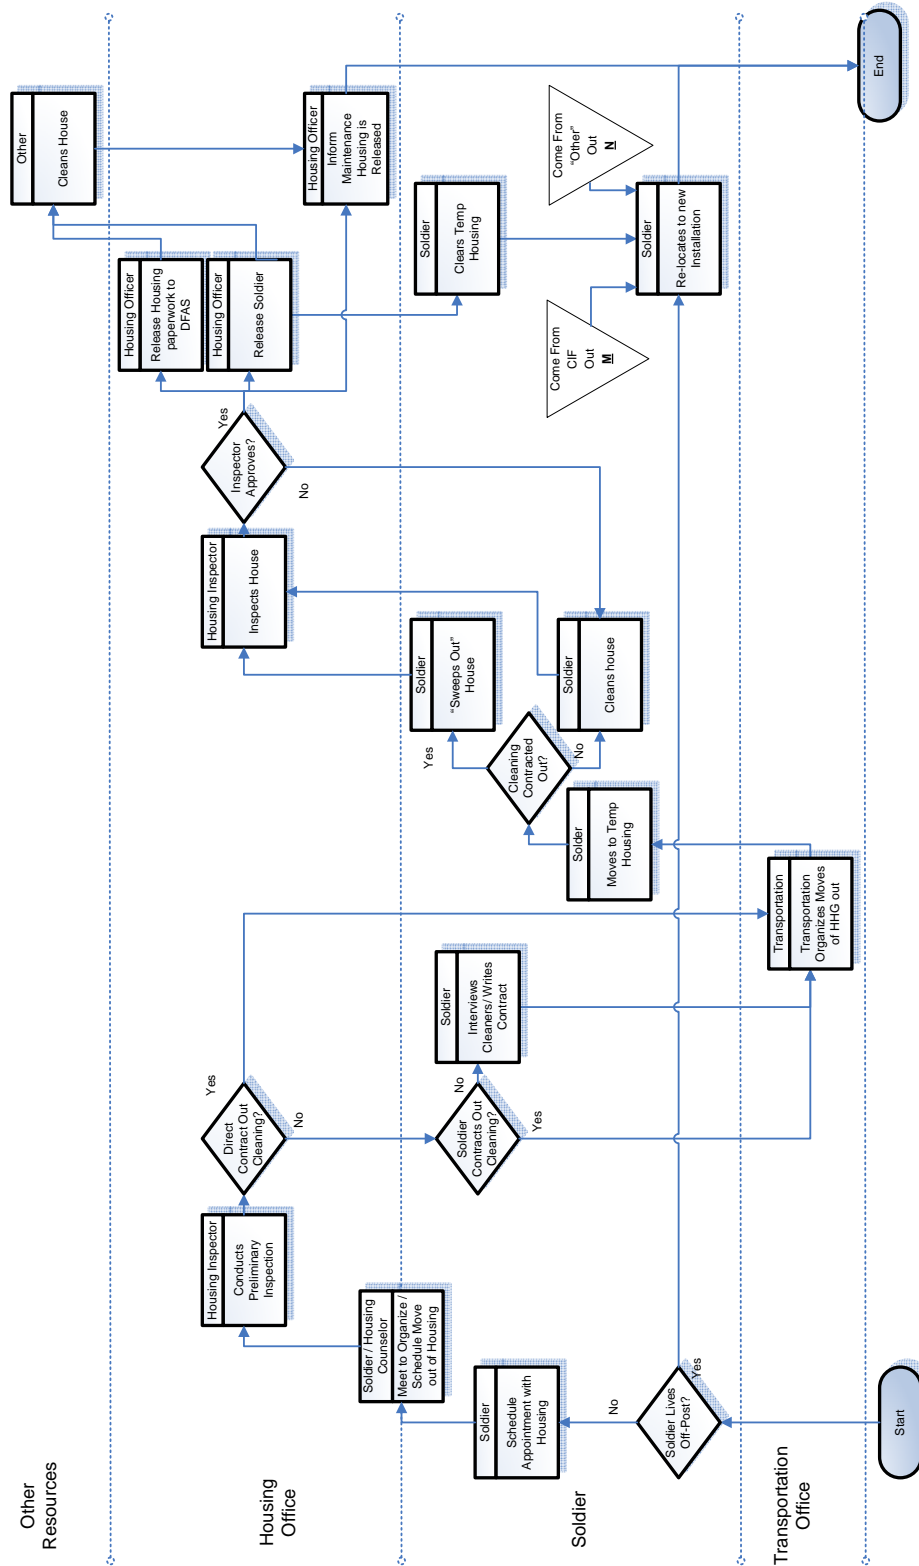 Other
Resources
Housing
Office
Soldier
Transportation
Office
Start
Soldier Lives
Off-Post?
No
Yes
Soldier
Schedule
Appointment with
Housing
Soldier / Housing
Counselor
Meet to Organize /
Schedule Move
out of Housing
Housing Inspector
Conducts
Preliminary
Inspection
Direct
Contract Out
Cleaning?
Yes
No
Soldier
Contracts Out
Cleaning?
No
Yes
Soldier
Interviews
Cleaners/ Writes
Contract
Transportation
Transportation
Organizes Moves
of HHG out
Soldier
Moves to Temp
Housing
Cleaning
Contracted
Out?
Yes
No
Soldier
“Sweeps Out”
House
Soldier
Cleans house
Housing Inspector
Inspects House
Inspector
Approves?
Yes
No
Housing Officer
Release Housing
paperwork to
DFAS
Housing Officer
Release Soldier
Other
Cleans House
Housing Officer
Inform
Maintenance
Housing is
Released
Soldier
Clears Temp
Housing
Come From
CIF
Out
M
Come From
“Other”
Out
N
Soldier
Re-locates to new
Installation
End